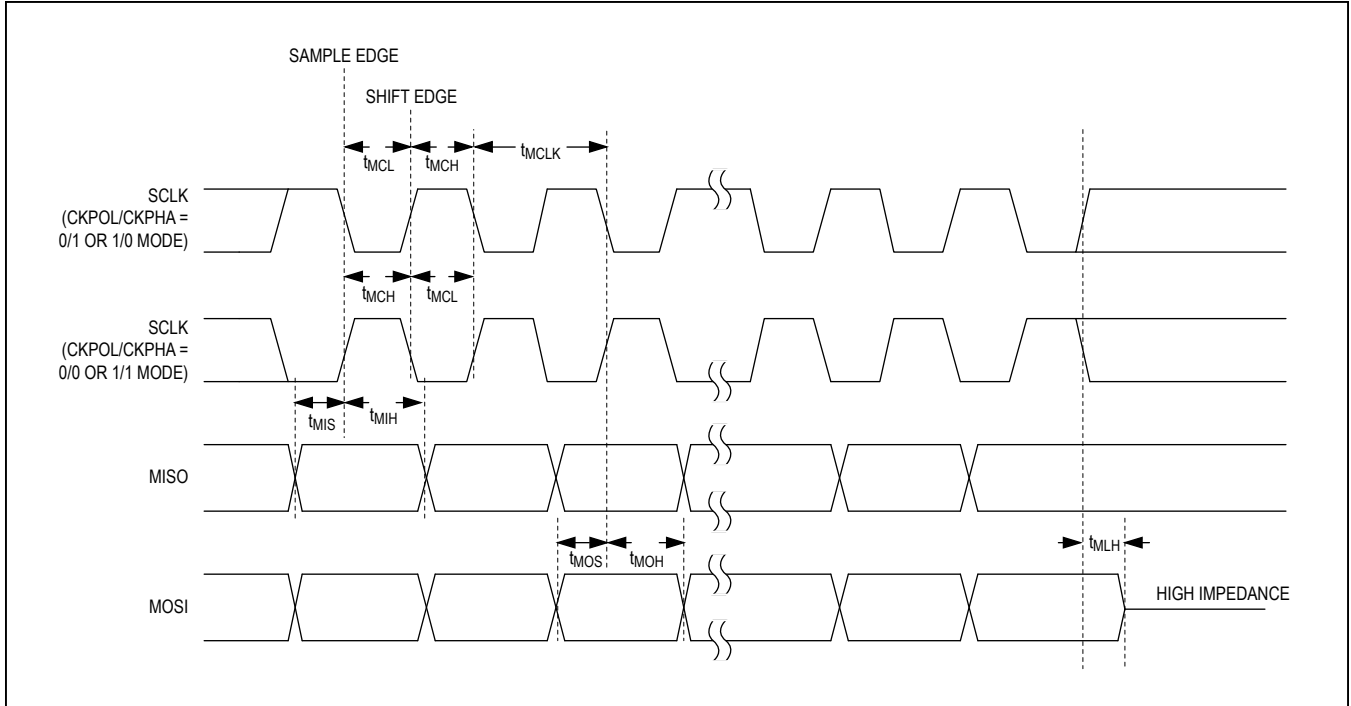 SAMPLE EDGE
SHIFT EDGE
tMCL
tMCH
tMCLK
SCLK
(CKPOL/CKPHA =
0/1 OR 1/0 MODE)
tMCH
tMCL
SCLK
(CKPOL/CKPHA =
0/0 OR 1/1 MODE)
tMIS
tMIH
MISO
tMOS
tMOH
tMLH
MOSI
HIGH IMPEDANCE